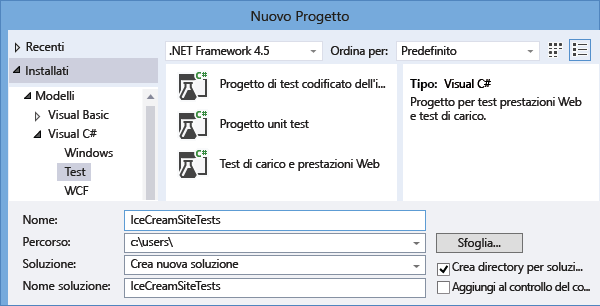 Nuovo Progetto
Recenti
.NET Framework 4.5 Ordina per: Predefinito
Installati
Modelli
Visual Basic
Visual C#
Windows
Test
WCF
C# Progetto di test codificato dell'i...
C# Progetto unit test
C# Test di carico e prestazioni Web
Tipo: Visual C#
Progetto per test prestazioni Web
e test di carico.
Nome: IceCreamSiteTests
Percorso: c:\users\ Sfoglia...
Soluzione: Crea nuova soluzione Crea directory per soluzi...
Nome soluzione: IceCreamSiteTests Aggiungi al controllo del co...